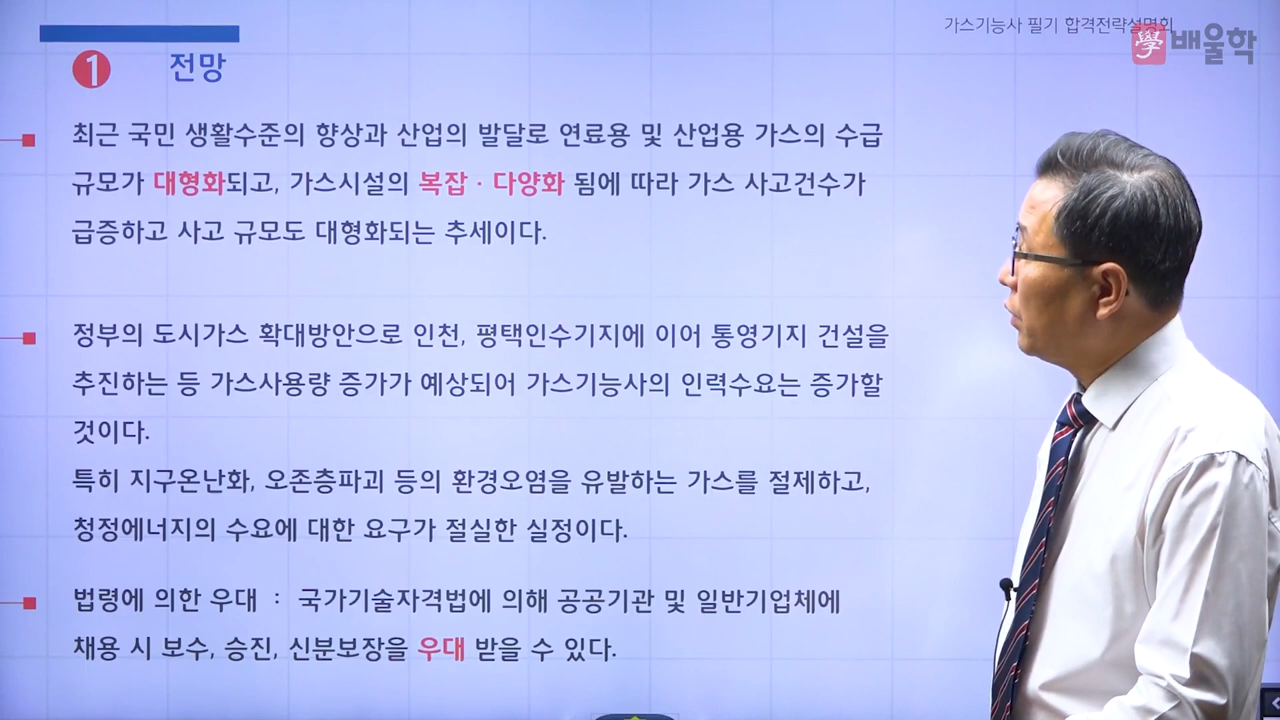 가스기능사 필기 합격전략설명회
學 배울학
1 전망
최근 국민 생활수준의 향상과 산업의 발달로 연료용 및 산업용 가스의 수급
규모가 대형화되고, 가스시설의 복잡 · 다양화 됨에 따라 가스 사고건수가
급증하고 사고 규모도 대형화되는 추세이다.
정부의 도시가스 확대방안으로 인천, 평택인수기지에 이어 통영기지 건설을
추진하는 등 가스사용량 증가가 예상되어 가스기능사의 인력수요는 증가할
것이다.
특히 지구온난화, 오존층파괴 등의 환경오염을 유발하는 가스를 절제하고,
청정에너지의 수요에 대한 요구가 절실한 실정이다.
법령에 의한 우대 : 국가기술자격법에 의해 공공기관 및 일반기업체에
채용 시 보수, 승진, 신분보장을 우대 받을 수 있다.